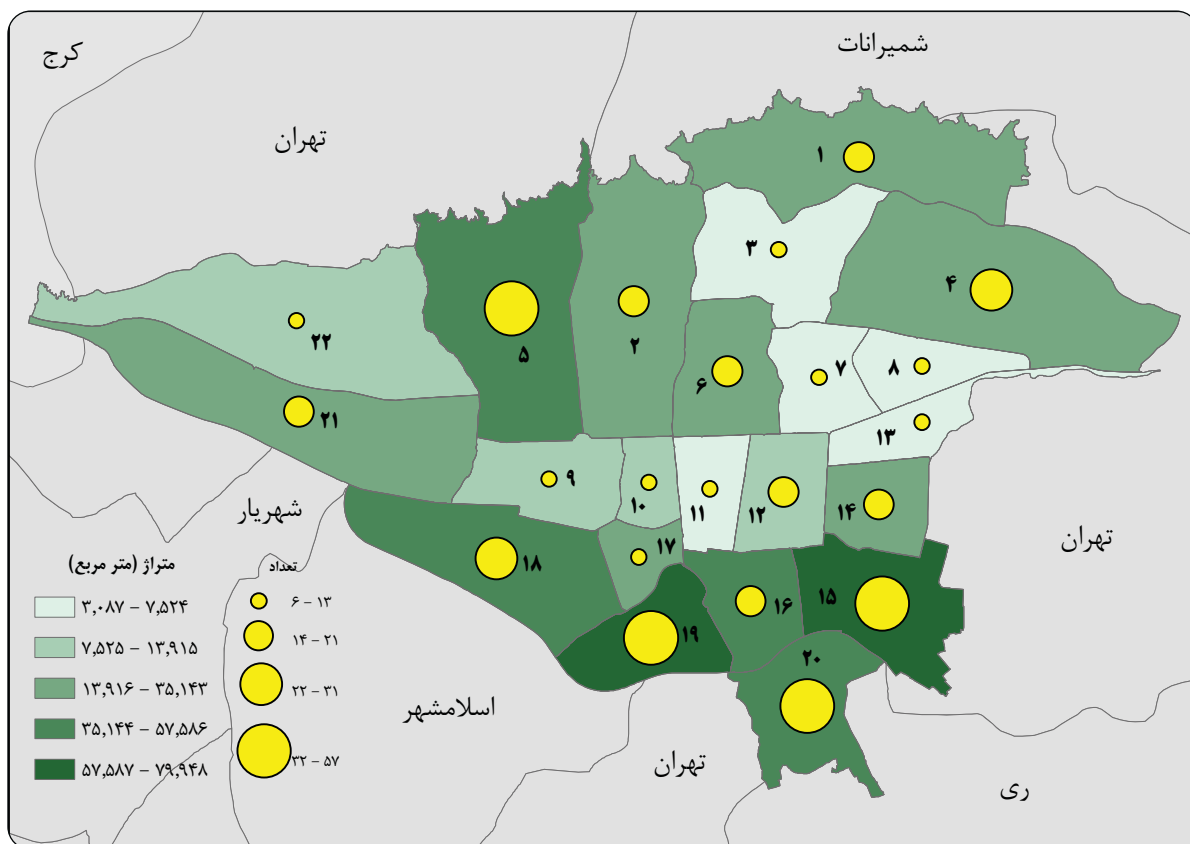 کرج
شمیرانات
تهران
۱
۳
۴
۲۲
۵
۲
۶
۷
۸
۲۱
۱۳
۹
۱۰
۱۱
۱۲
۱۴
شهریار
تهران
۱۸
۱۷
۱۶
۱۵
۱۹
۲۰
متراژ (متر مربع)
۳,۰۸۷ – ۷,۵۲۴
۷,۵۲۵ – ۱۳,۹۱۵
۱۳,۹۱۶ – ۳۵,۱۴۳
۳۵,۱۴۴ – ۵۷,۵۸۶
۵۷,۵۸۷ – ۷۹,۹۴۸
تعداد
۶ – ۱۳
۱۴ – ۲۱
۲۲ – ۳۱
۳۲ – ۵۷
اسلامشهر
تهران
ری